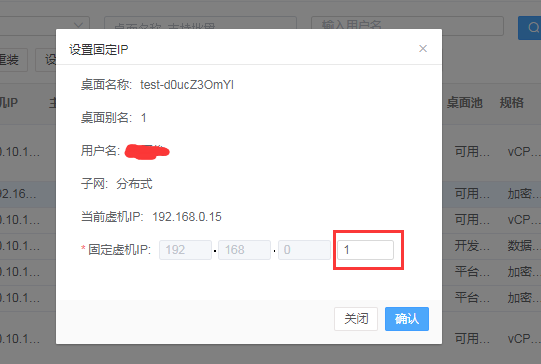 桌面名称, 支持批量
输入用户名
重装
设
机IP
桌面池
规格
设置固定IP
桌面名称: test-d0ucZ3OmYl
桌面别名: 1
用户名:
子网: 分布式
当前虚机IP: 192.168.0.15
* 固定虚机IP: 192 . 168 . 0 . 1
关闭
确认
0.10.1... 可用... vCP...
92.16... 可用... 加密...
0.10.1... 可用... vCP...
0.10.1... 开发... 数据...
0.10.1... 平台... 加密...
0.10.1... 平台... 加密...
0.10.1... 可用... vCP...